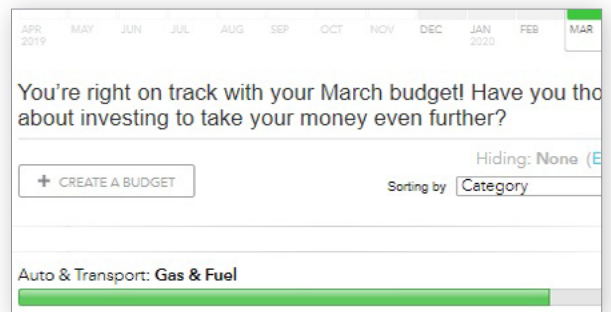 APR MAY JUN JUL AUG SEP OCT NOV DEC JAN FEB MAR
2019 2020
You're right on track with your March budget! Have you tho
about investing to take your money even further?
Hiding: None (E
+ CREATE A BUDGET
Sorting by Category
Auto & Transport: Gas & Fuel